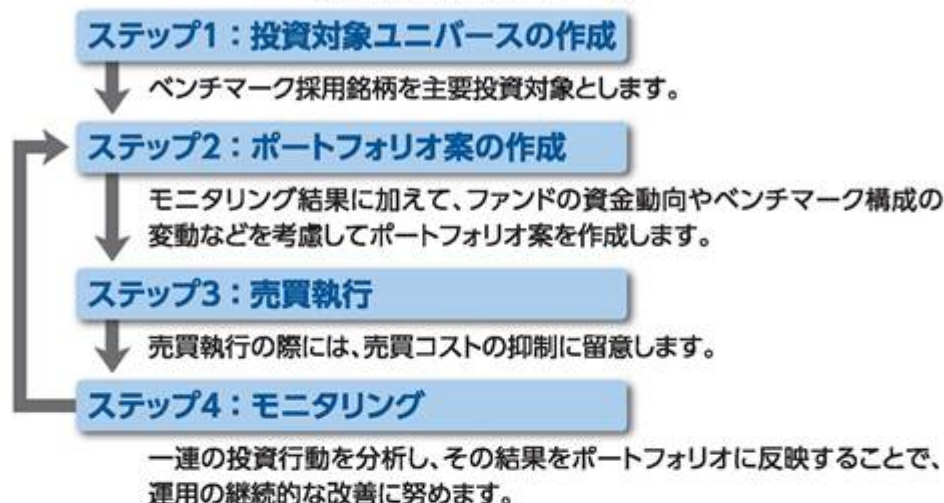 ステップ1：投資対象ユニバースの作成
ベンチマーク採用銘柄を主要投資対象とします。
ステップ2：ポートフォリオ案の作成
モニタリング結果に加えて、ファンドの資金動向やベンチマーク構成の
変動などを考慮してポートフォリオ案を作成します。
ステップ3：売買執行
売買執行の際には、売買コストの抑制に留意します。
ステップ4：モニタリング
一連の投資行動を分析し、その結果をポートフォリオに反映することで、
運用の継続的な改善に努めます。